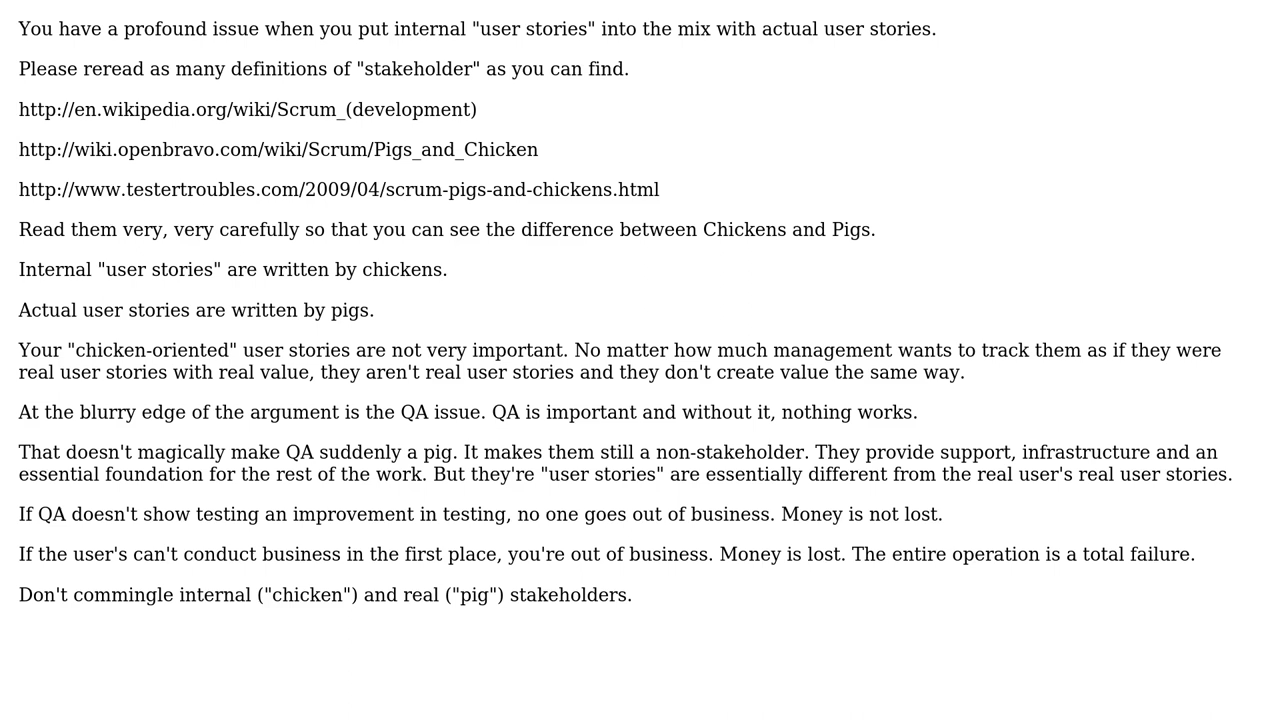 You have a profound issue when you put internal "user stories" into the mix with actual user stories.
Please reread as many definitions of "stakeholder" as you can find.
http://en.wikipedia.org/wiki/Scrum_(development)
http://wiki.openbravo.com/wiki/Scrum/Pigs_and_Chicken
http://www.testertroubles.com/2009/04/scrum-pigs-and-chickens.html
Read them very, very carefully so that you can see the difference between Chickens and Pigs.
Internal "user stories" are written by chickens.
Actual user stories are written by pigs.
Your "chicken-oriented" user stories are not very important. No matter how much management wants to track them as if they were
real user stories with real value, they aren't real user stories and they don't create value the same way.
At the blurry edge of the argument is the QA issue. QA is important and without it, nothing works.
That doesn't magically make QA suddenly a pig. It makes them still a non-stakeholder. They provide support, infrastructure and an
essential foundation for the rest of the work. But they're "user stories" are essentially different from the real user's real user stories.
If QA doesn't show testing an improvement in testing, no one goes out of business. Money is not lost.
If the user's can't conduct business in the first place, you're out of business. Money is lost. The entire operation is a total failure.
Don't commingle internal ("chicken") and real ("pig") stakeholders.